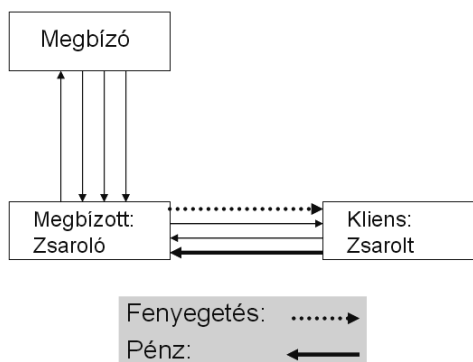 Megbízó
Megbízott:
Zsaroló
Kliens:
Zsarolt
Fenyegetés:
Pénz: